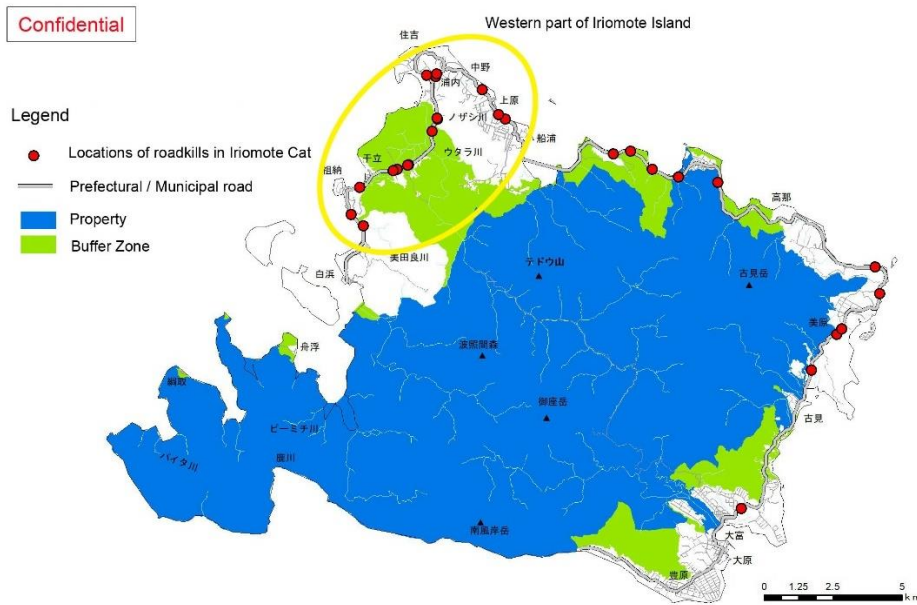 Confidential
Western part of Iriomote Island
Legend
Locations of roadkills in Iriomote Cat
Prefectural / Municipal road
Property
Buffer Zone
住吉
中野
浦内
上原
ノザシ川
船浦
ウタラ川
干立
祖納
美田良川
白浜
高那
テドウ山
古見岳
美原
波照間森
舟浮
網取
御座岳
古見
ピーミチ川
鹿川
パイタ川
南風岸岳
大富
大原
豊原
0 1.25 2.5 5
km